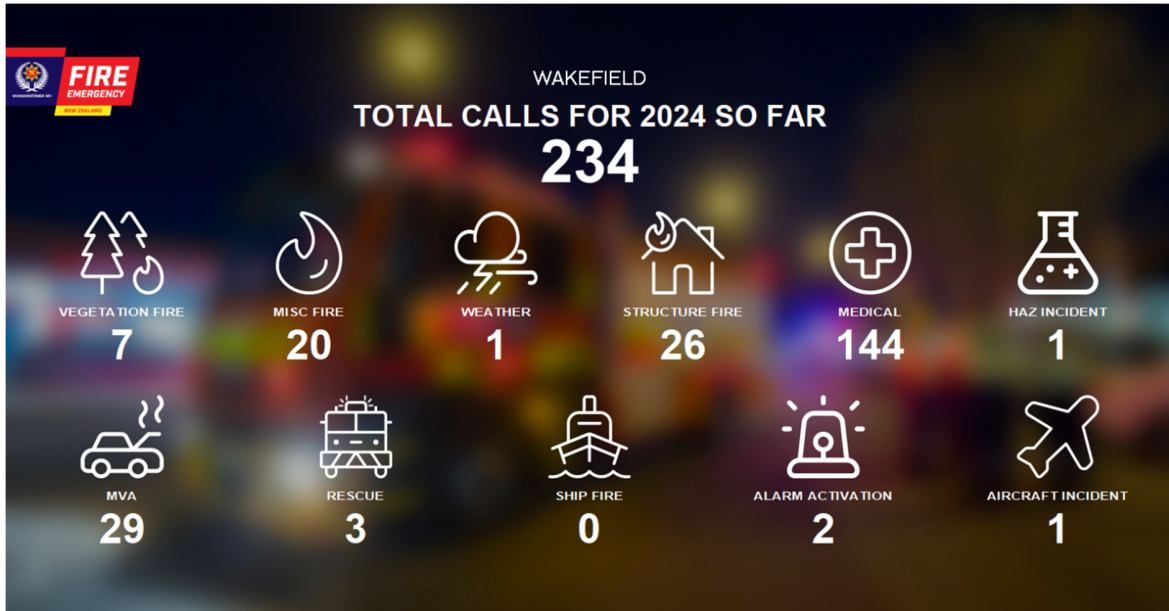 FIRE
EMERGENCY
NEW ZEALAND
WAKEFIELD
TOTAL CALLS FOR 2024 SO FAR
234
VEGETATION FIRE
7
MISC FIRE
20
WEATHER
1
STRUCTURE FIRE
26
MEDICAL
144
HAZ INCIDENT
1
MVA
29
RESCUE
3
SHIP FIRE
0
ALARM ACTIVATION
2
AIRCRAFT INCIDENT
1